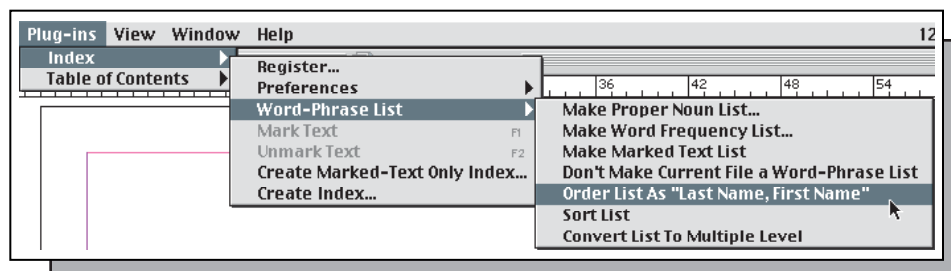 Plug-ins View Window Help 12
Index
Table of Contents
Register...
Preferences
Word-Phrase List
Mark Text F1
Unmark Text F2
Create Marked-Text Only Index...
Create Index...
36 42 48 54
Make Proper Noun List...
Make Word Frequency List...
Make Marked Text List
Don't Make Current File a Word-Phrase List
Order List As "Last Name, First Name"
Sort List
Convert List To Multiple Level